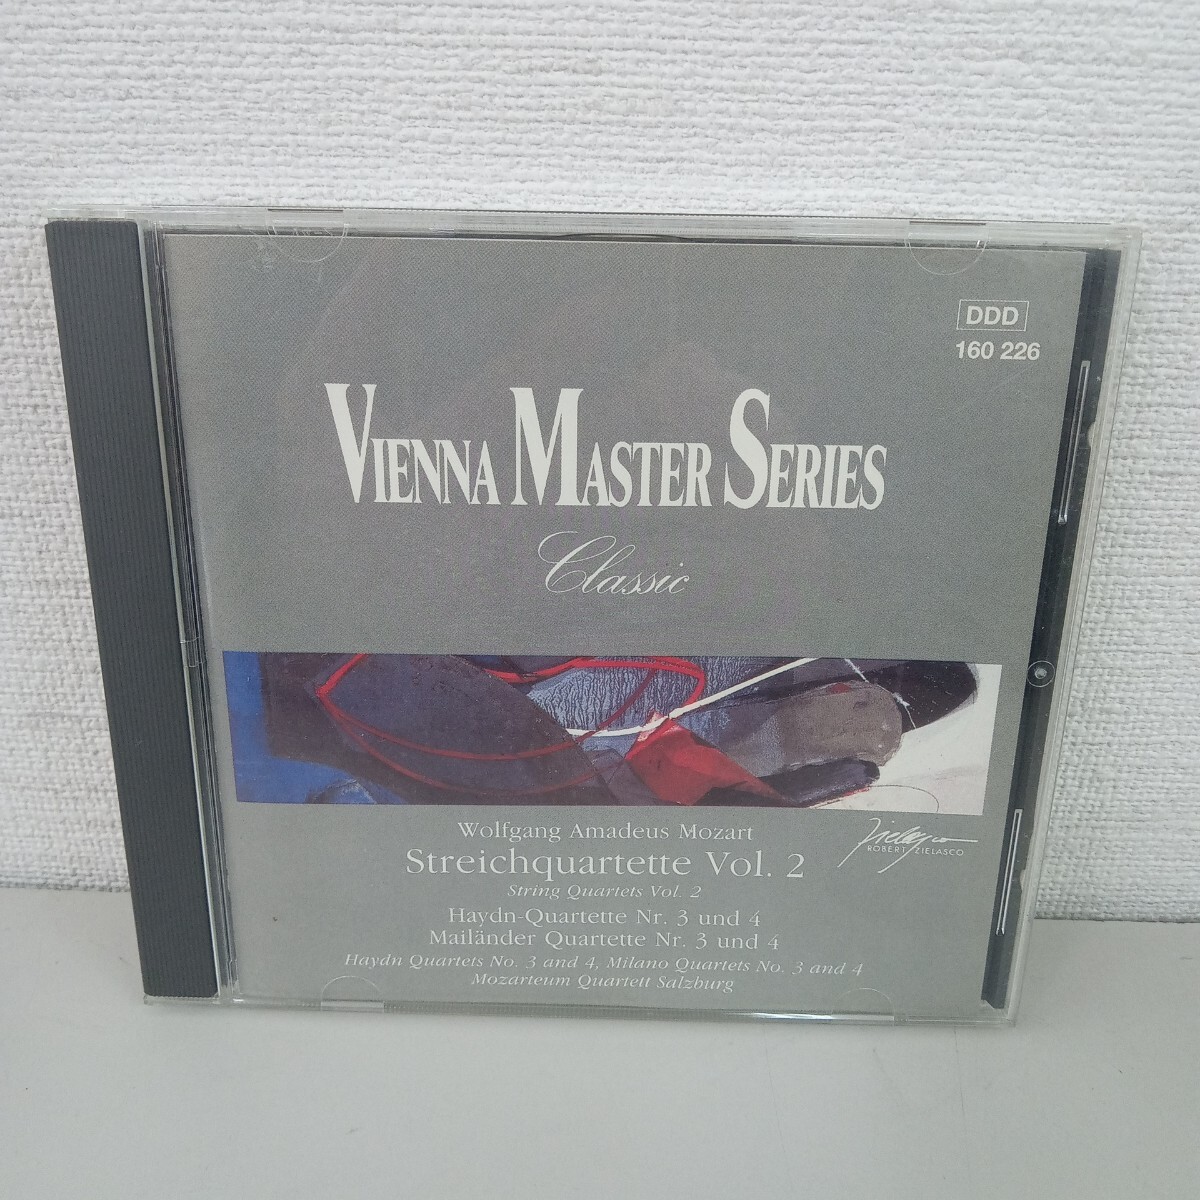 DDD
160 226
VIENNA MASTER SERIES
Classic
Wolfgang Amadeus Mozart
Streichquartette Vol. 2
String Quartets Vol. 2
Haydn-Quartette Nr. 3 und 4
Mailänder Quartette Nr. 3 und 4
Haydn Quartets No. 3 and 4, Milano Quartets No. 3 and 4
Mozarteum Quartett Salzburg
Zielasco
ROBERT ZIELASCO